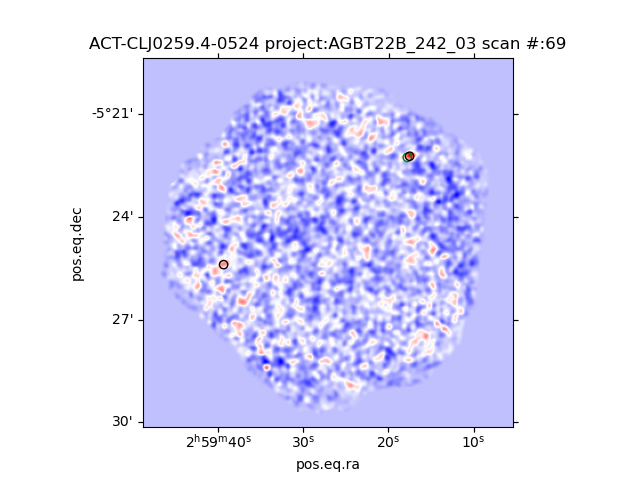 ACT-CLJ0259.4-0524 project:AGBT22B_242_03 scan #:69
-5°21'
24'
27'
30'
pos.eq.dec
2ʰ59ᵐ40ˢ 30ˢ 20ˢ 10ˢ
pos.eq.ra